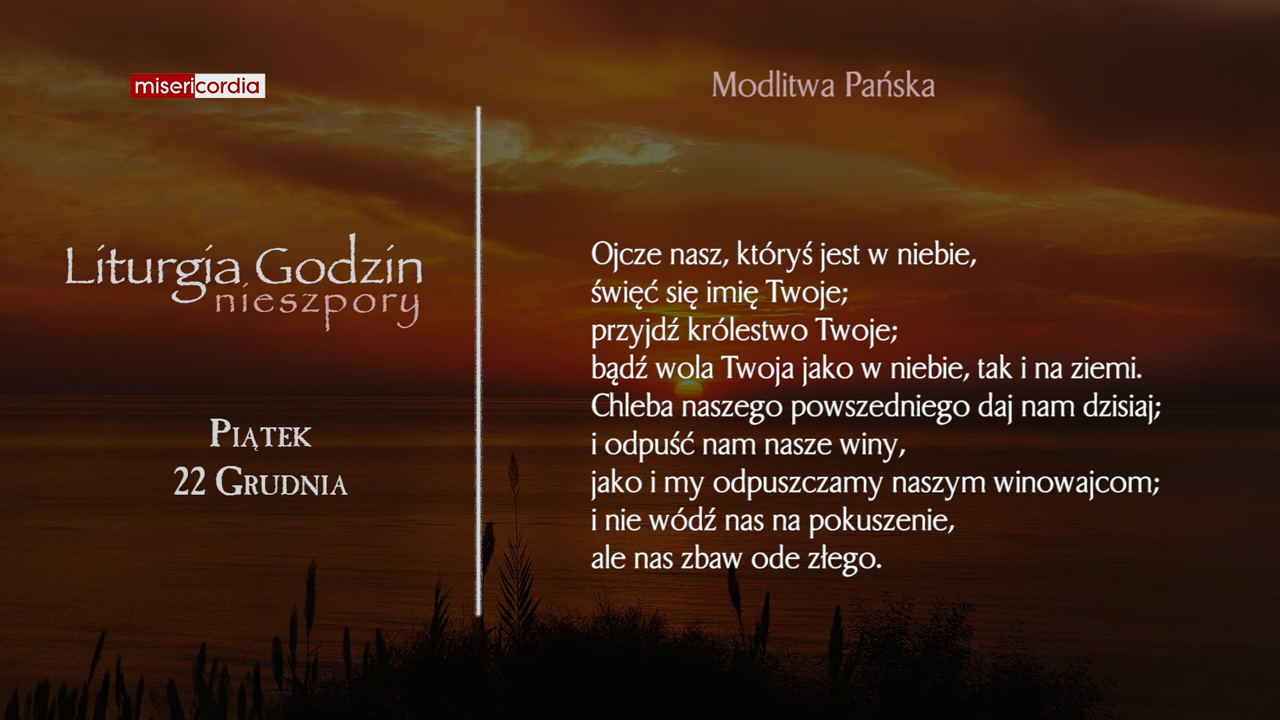 misericordia
Liturgia Godzin
nieszpory
Piątek
22 Grudnia
Modlitwa Pańska
Ojcze nasz, któryś jest w niebie,
święć się imię Twoje;
przyjdź królestwo Twoje;
bądź wola Twoja jako w niebie, tak i na ziemi.
Chleba naszego powszedniego daj nam dzisiaj;
i odpuść nam nasze winy,
jako i my odpuszczamy naszym winowajcom;
i nie wódź nas na pokuszenie,
ale nas zbaw ode złego.